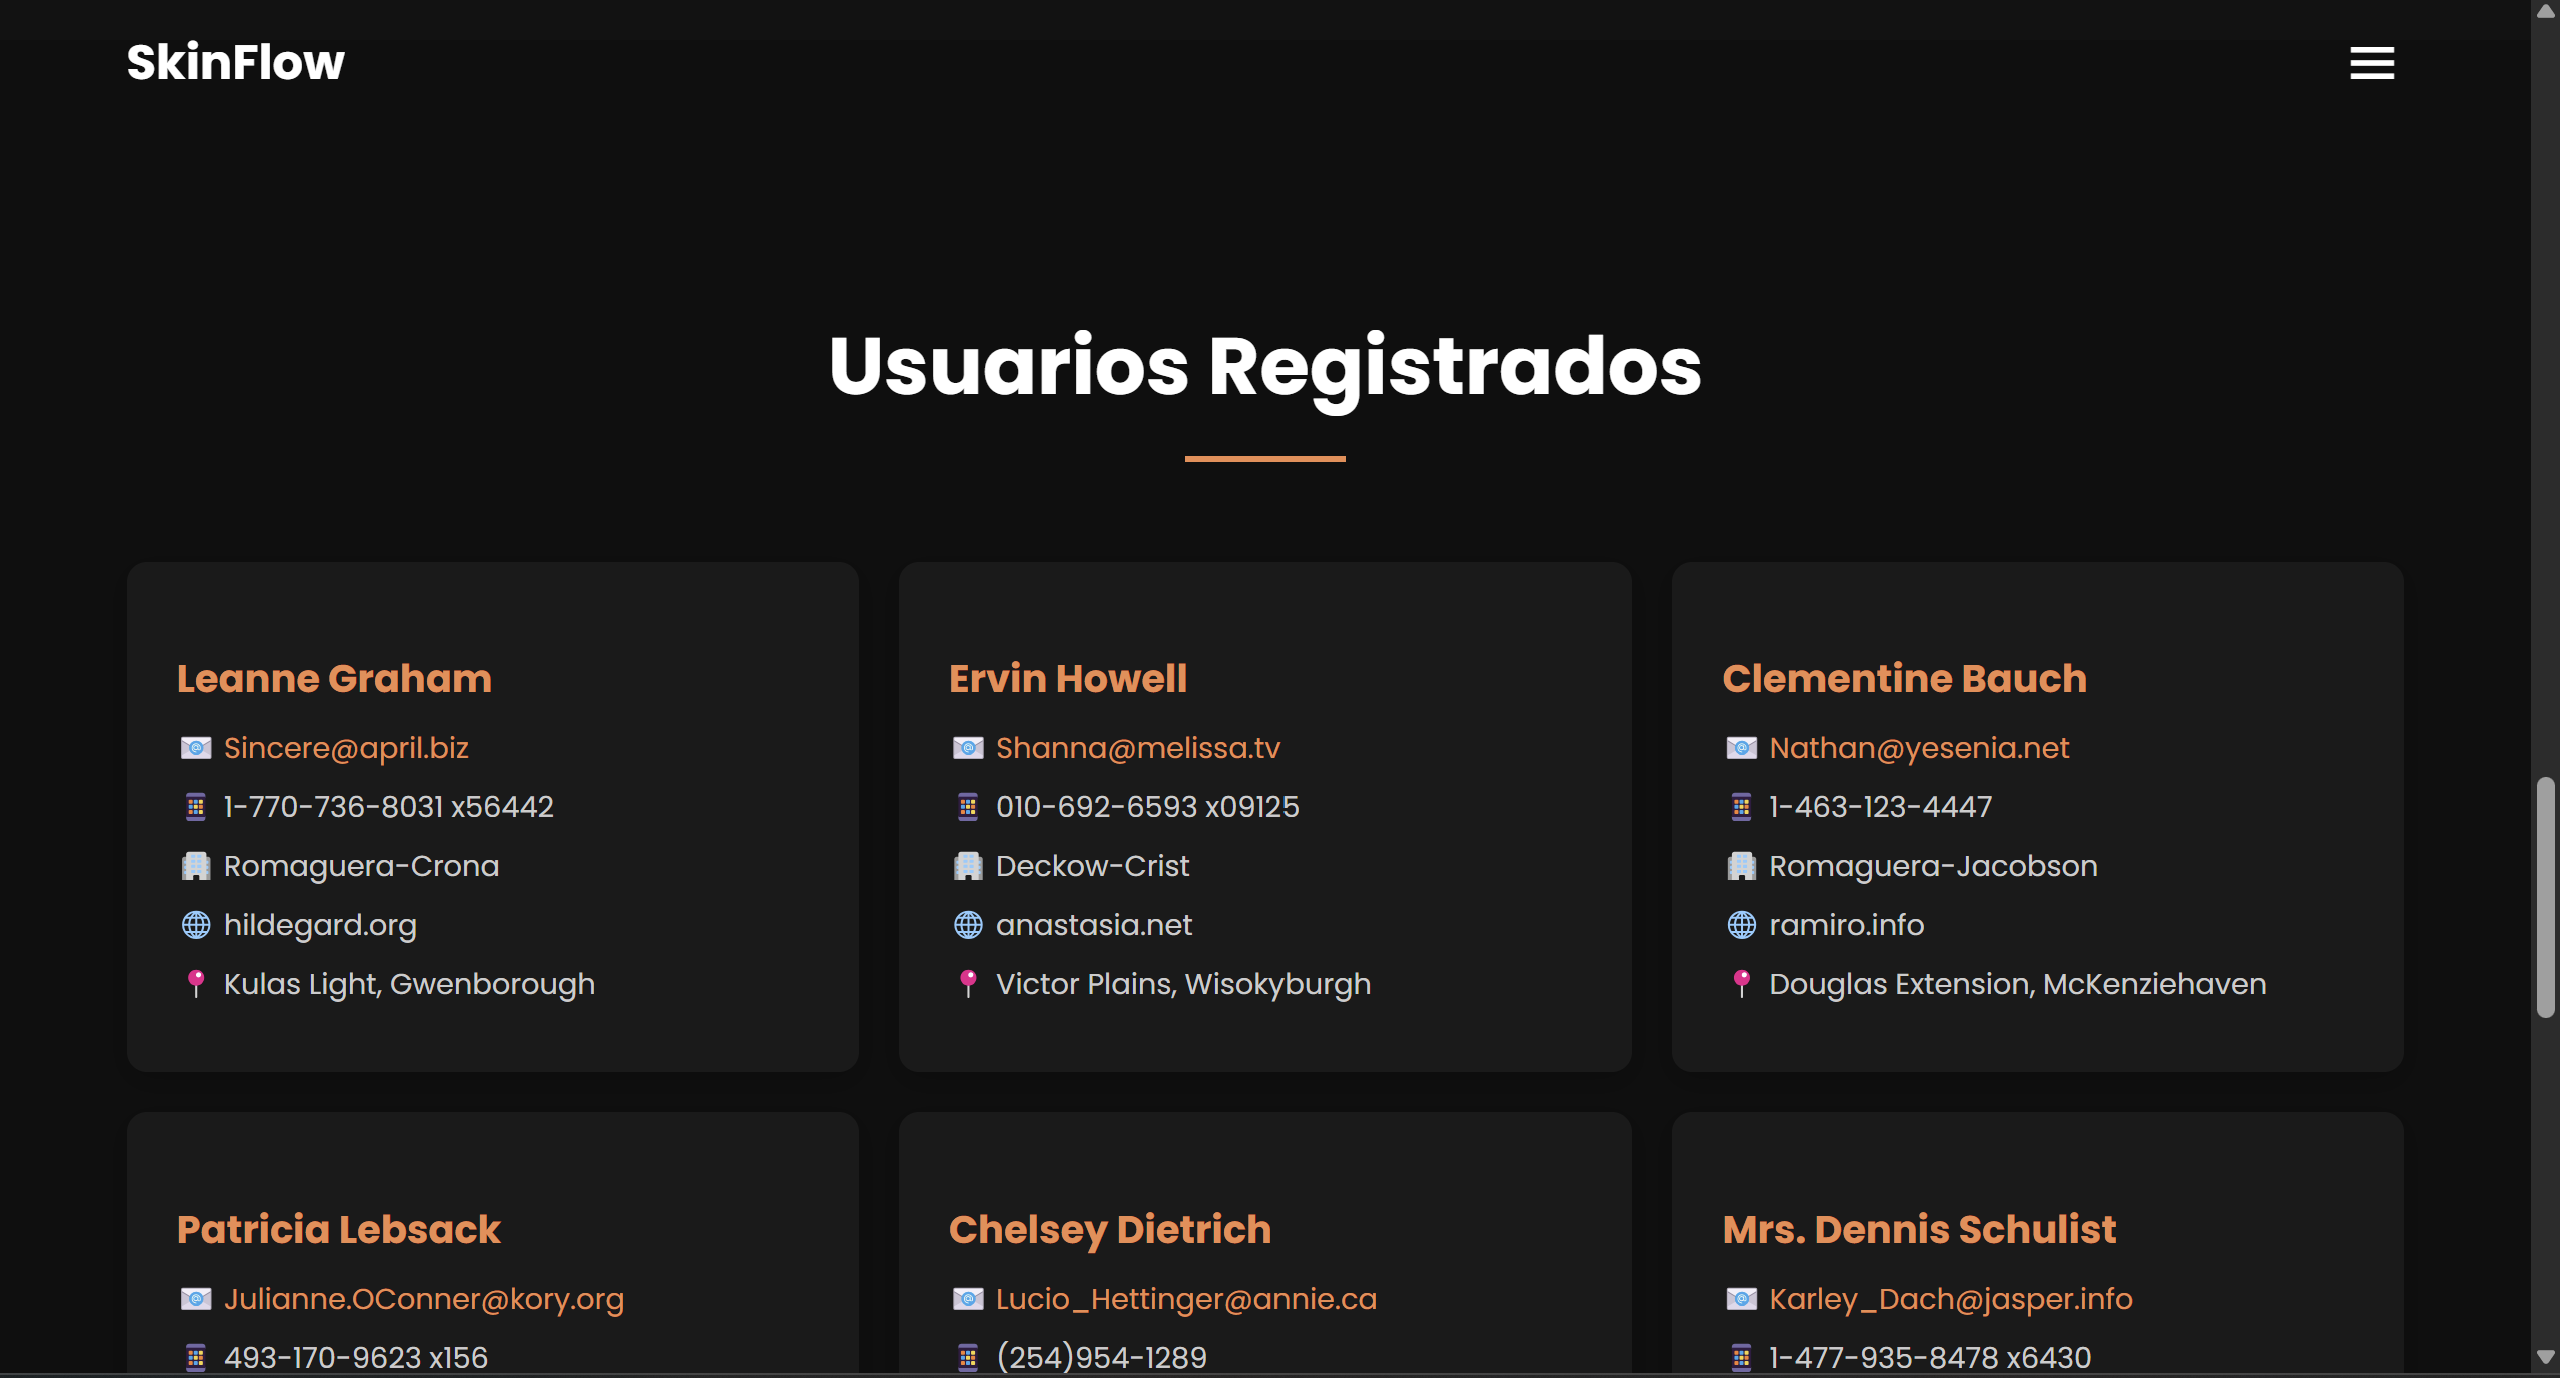 SkinFlow
Usuarios Registrados
Leanne Graham
Sincere@april.biz
1-770-736-8031 x56442
Romaguera-Crona
hildegard.org
Kulas Light, Gwenborough
Ervin Howell
Shanna@melissa.tv
010-692-6593 x09125
Deckow-Crist
anastasia.net
Victor Plains, Wisokyburgh
Clementine Bauch
Nathan@yesenia.net
1-463-123-4447
Romaguera-Jacobson
ramiro.info
Douglas Extension, McKenziehaven
Patricia Lebsack
Julianne.OConner@kory.org
493-170-9623 x156
Chelsey Dietrich
Lucio_Hettinger@annie.ca
(254)954-1289
Mrs. Dennis Schulist
Karley_Dach@jasper.info
1-477-935-8478 x6430